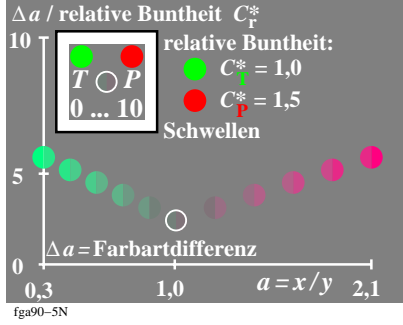 Δa / relative Buntheit C*r
10
relative Buntheit:
T P
0 ... 10
C*T = 1,0
C*P = 1,5
Schwellen
5
Δa = Farbartdifferenz
0
0,3 1,0 a = x / y 2,1
fga90−5N